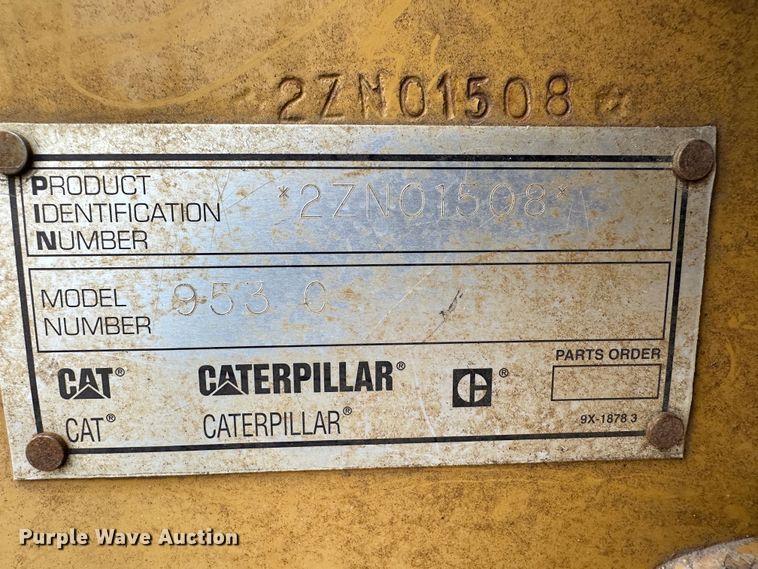 *2ZN01508*
PRODUCT
IDENTIFICATION
NUMBER
*2ZN01508*
MODEL
NUMBER
953 C
CAT®
CATERPILLAR®
C®
PARTS ORDER
CAT®
CATERPILLAR®
9X-1878 3
Purple Wave Auction